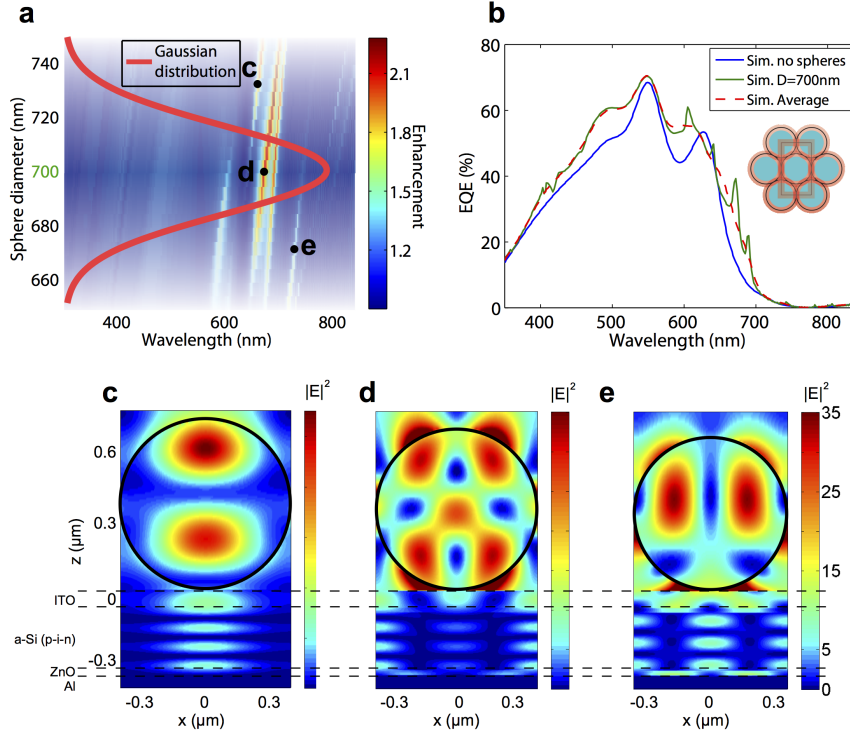 a
Sphere diameter (nm)
740
720
700
680
660
Gaussian
distribution
c
d
e
400
600
800
Wavelength (nm)
2.1
1.8
1.5
1.2
Enhancement
b
EQE (%)
80
60
40
20
0
400
500
600
700
800
Wavelength (nm)
Sim. no spheres
Sim. D=700nm
Sim. Average
c
|E|²
z (µm)
0.6
0.3
0
-0.3
ITO
a-Si (p-i-n)
ZnO
Al
-0.3
0
0.3
x (µm)
d
|E|²
-0.3
0
0.3
x (µm)
e
|E|²
35
30
25
20
15
10
5
0
-0.3
0
0.3
x (µm)